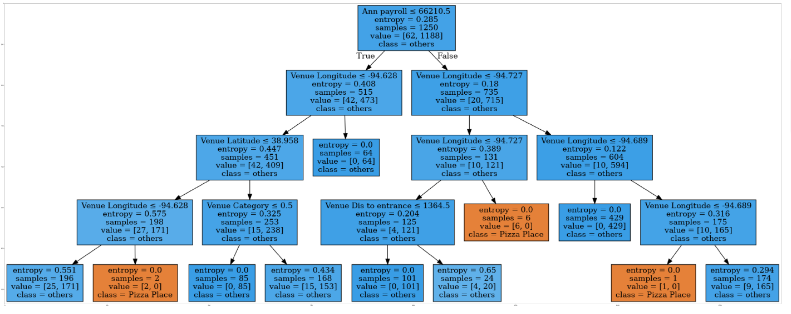 Ann payroll ≤ 66210.5
entropy = 0.285
samples = 1250
value = [62, 1188]
class = others
True
False
Venue Longitude ≤ -94.628
entropy = 0.408
samples = 515
value = [42, 473]
class = others
Venue Longitude ≤ -94.727
entropy = 0.18
samples = 735
value = [20, 715]
class = others
Venue Latitude ≤ 38.958
entropy = 0.447
samples = 451
value = [42, 409]
class = others
entropy = 0.0
samples = 64
value = [0, 64]
class = others
Venue Longitude ≤ -94.727
entropy = 0.389
samples = 131
value = [10, 121]
class = others
Venue Longitude ≤ -94.689
entropy = 0.122
samples = 604
value = [10, 594]
class = others
Venue Longitude ≤ -94.628
entropy = 0.575
samples = 198
value = [27, 171]
class = others
Venue Category ≤ 0.5
entropy = 0.325
samples = 253
value = [15, 238]
class = others
Venue Dis to entrance ≤ 1364.5
entropy = 0.204
samples = 125
value = [4, 121]
class = others
entropy = 0.0
samples = 6
value = [6, 0]
class = Pizza Place
entropy = 0.0
samples = 429
value = [0, 429]
class = others
Venue Longitude ≤ -94.689
entropy = 0.316
samples = 175
value = [10, 165]
class = others
entropy = 0.551
samples = 196
value = [25, 171]
class = others
entropy = 0.0
samples = 2
value = [2, 0]
class = Pizza Place
entropy = 0.0
samples = 85
value = [0, 85]
class = others
entropy = 0.434
samples = 168
value = [15, 153]
class = others
entropy = 0.0
samples = 101
value = [0, 101]
class = others
entropy = 0.65
samples = 24
value = [4, 20]
class = others
entropy = 0.0
samples = 1
value = [1, 0]
class = Pizza Place
entropy = 0.294
samples = 174
value = [9, 165]
class = others